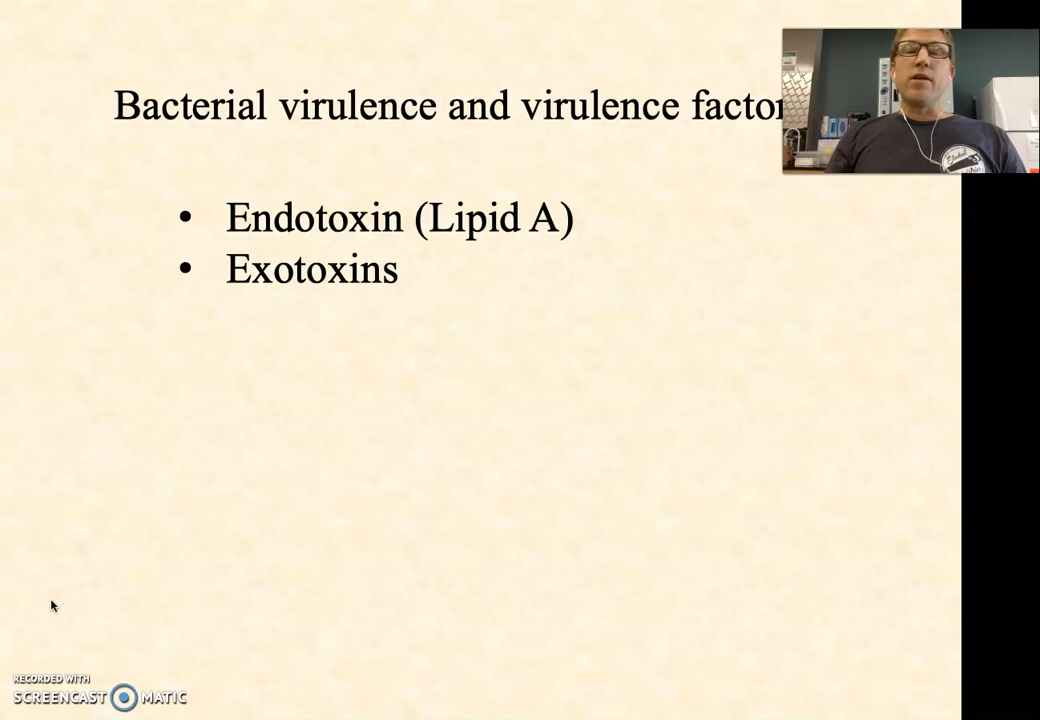 Bacterial virulence and virulence factor
• Endotoxin (Lipid A)
• Exotoxins
RECORDED WITH
SCREENCAST MATIC